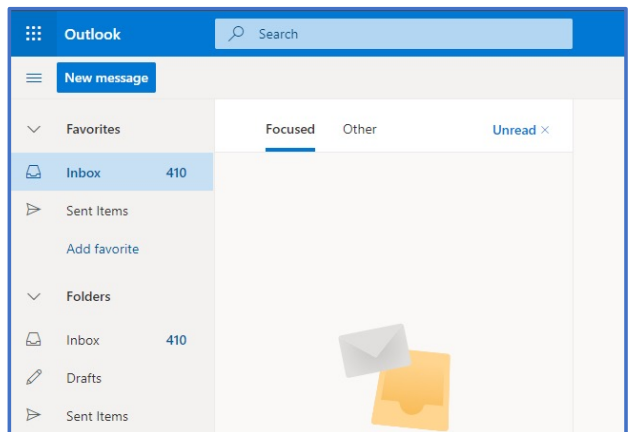 Outlook
Search
New message
Favorites
Focused Other Unread ×
Inbox 410
Sent Items
Add favorite
Folders
Inbox 410
Drafts
Sent Items